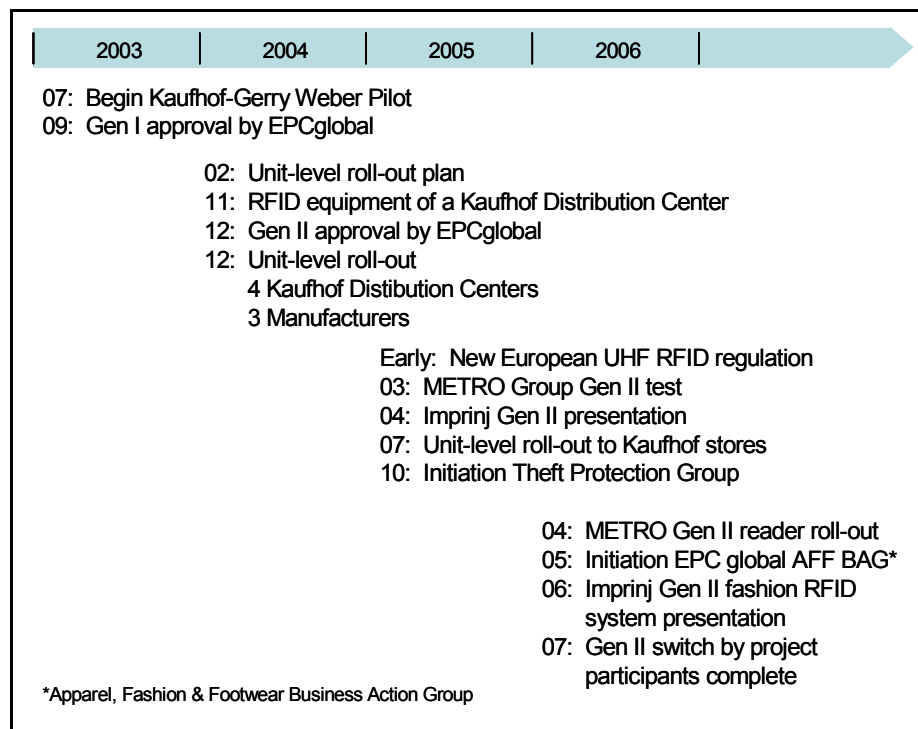 2003 2004 2005 2006
07: Begin Kaufhof-Gerry Weber Pilot
09: Gen I approval by EPCglobal
02: Unit-level roll-out plan
11: RFID equipment of a Kaufhof Distribution Center
12: Gen II approval by EPCglobal
12: Unit-level roll-out
4 Kaufhof Distibution Centers
3 Manufacturers
Early: New European UHF RFID regulation
03: METRO Group Gen II test
04: Imprinj Gen II presentation
07: Unit-level roll-out to Kaufhof stores
10: Initiation Theft Protection Group
04: METRO Gen II reader roll-out
05: Initiation EPC global AFF BAG*
06: Imprinj Gen II fashion RFID
system presentation
07: Gen II switch by project
participants complete
*Apparel, Fashion & Footwear Business Action Group